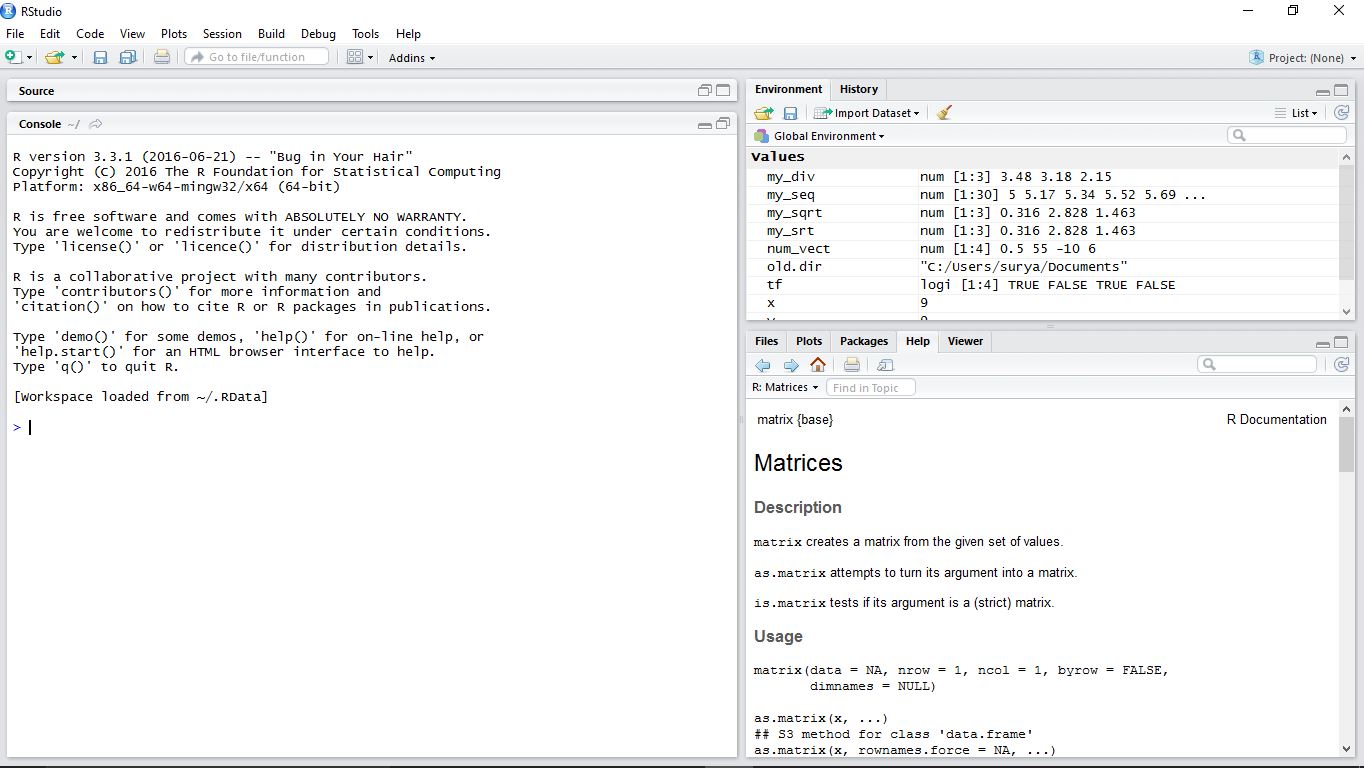 RStudio
File Edit Code View Plots Session Build Debug Tools Help
Go to file/function Addins Project: (None)
Source
Console ~/
R version 3.3.1 (2016-06-21) -- "Bug in Your Hair"
Copyright (C) 2016 The R Foundation for Statistical Computing
Platform: x86_64-w64-mingw32/x64 (64-bit)
R is free software and comes with ABSOLUTELY NO WARRANTY.
You are welcome to redistribute it under certain conditions.
Type 'license()' or 'licence()' for distribution details.
R is a collaborative project with many contributors.
Type 'contributors()' for more information and
'citation()' on how to cite R or R packages in publications.
Type 'demo()' for some demos, 'help()' for on-line help, or
'help.start()' for an HTML browser interface to help.
Type 'q()' to quit R.
[Workspace loaded from ~/.RData]
>
Environment History
Import Dataset List
Global Environment
Values
my_div num [1:3] 3.48 3.18 2.15
my_seq num [1:30] 5 5.17 5.34 5.52 5.69 ...
my_sqrt num [1:3] 0.316 2.828 1.463
my_srt num [1:3] 0.316 2.828 1.463
num_vect num [1:4] 0.5 55 -10 6
old.dir "C:/Users/surya/Documents"
tf logi [1:4] TRUE FALSE TRUE FALSE
x 9
Files Plots Packages Help Viewer
R: Matrices Find in Topic
matrix {base} R Documentation
Matrices
Description
matrix creates a matrix from the given set of values.
as.matrix attempts to turn its argument into a matrix.
is.matrix tests if its argument is a (strict) matrix.
Usage
matrix(data = NA, nrow = 1, ncol = 1, byrow = FALSE,
dimnames = NULL)
as.matrix(x, ...)
## S3 method for class 'data.frame'
as.matrix(x, rownames.force = NA, ...)